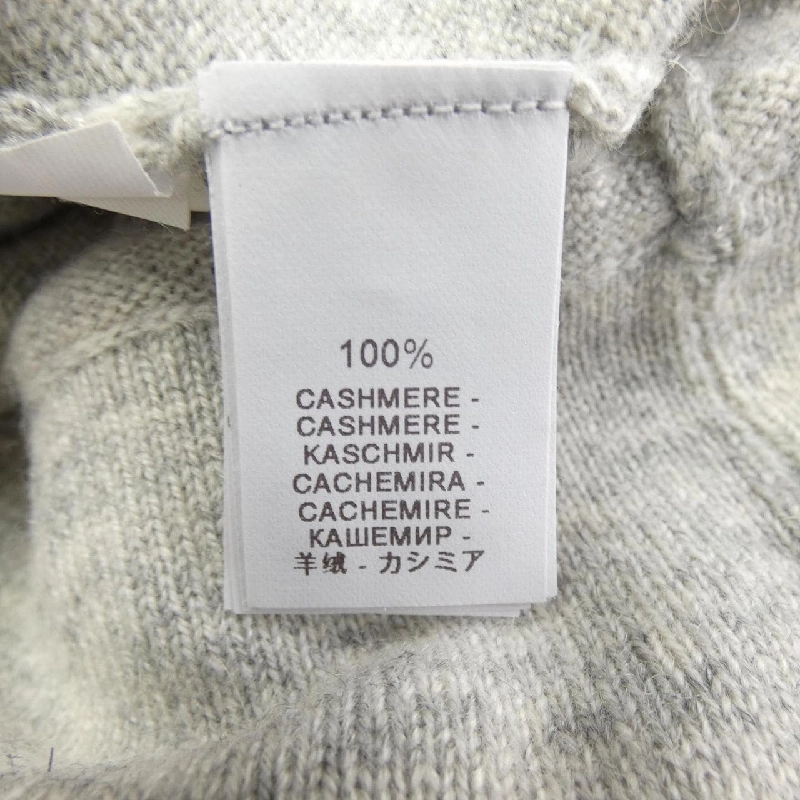 100%
CASHMERE -
CASHMERE -
KASCHMIR -
CACHEMIRA -
CACHEMIRE -
КАШЕМИР -
羊绒 - カシミア